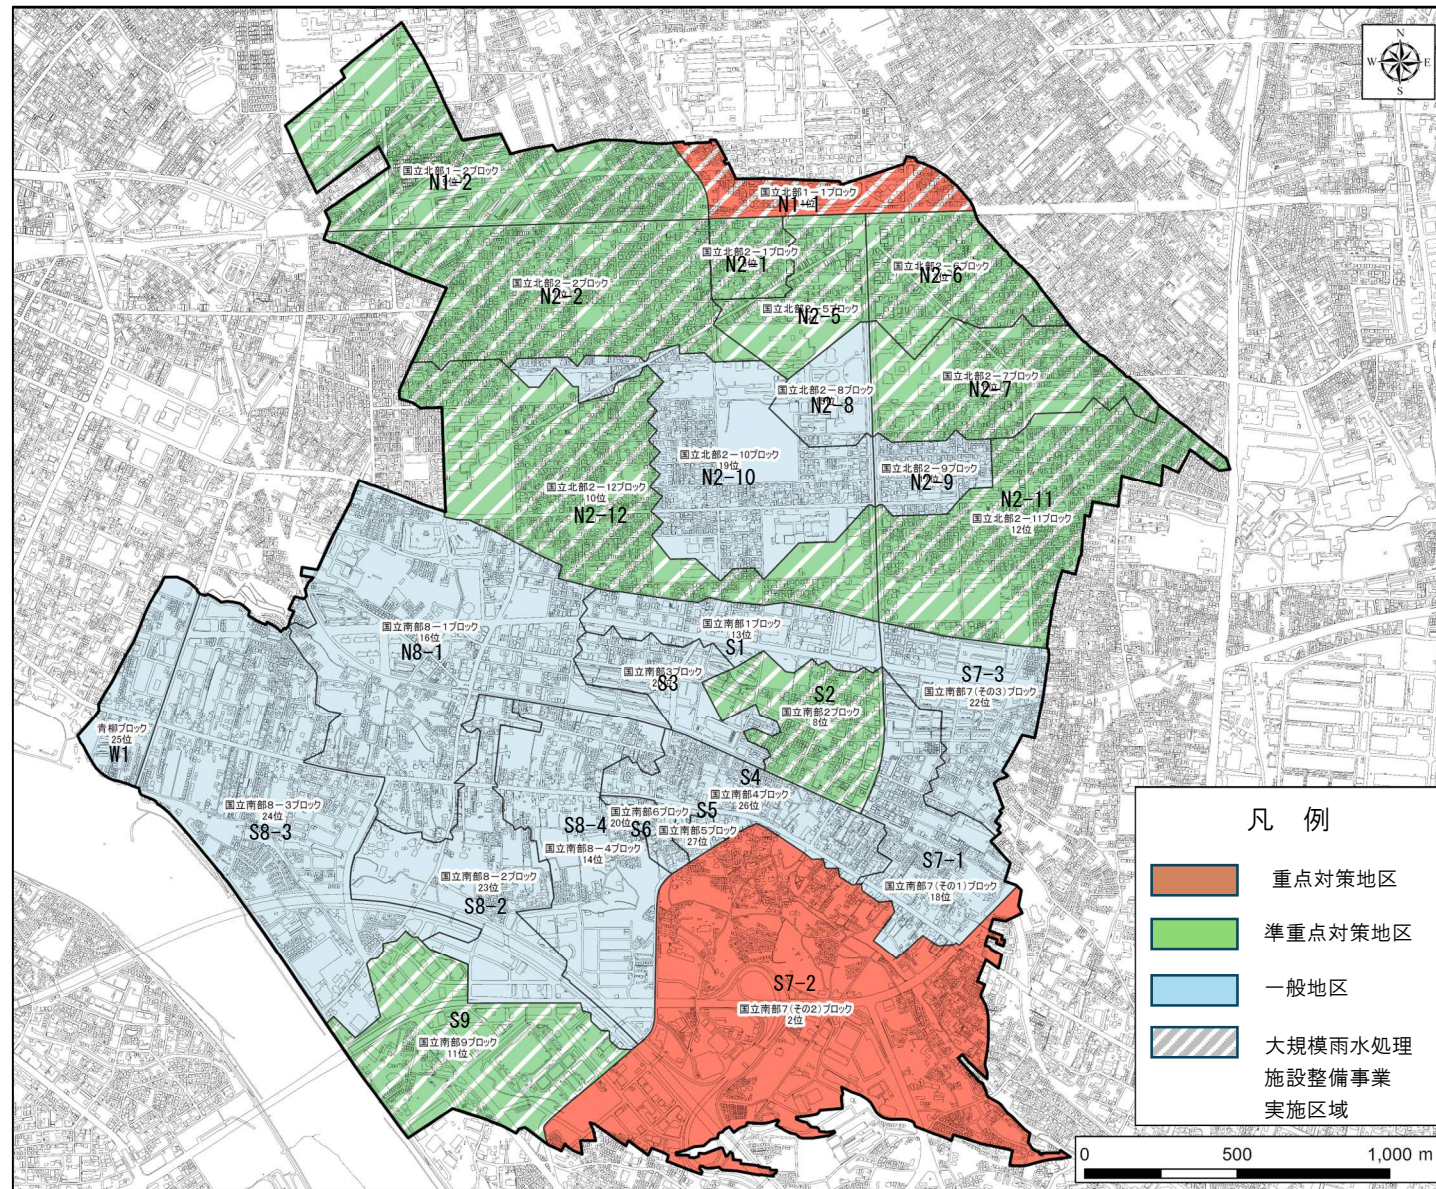 N
W E
S
国立北部1-2ブロック
N1-2
国立北部1-1ブロック
N1-1
国立北部2-1ブロック
N2-1
国立北部2-6ブロック
N2-6
国立北部2-2ブロック
N2-2
国立北部2-5ブロック
N2-5
国立北部2-7ブロック
N2-7
国立北部2-8ブロック
N2-8
国立北部2-10ブロック
19位
N2-10
国立北部2-9ブロック
N2-9
国立北部2-12ブロック
10位
N2-12
N2-11
国立北部2-11ブロック
12位
国立南部8-1ブロック
16位
N8-1
国立南部1ブロック
13位
S1
国立南部3ブロック
S3
S2
国立南部2ブロック
8位
S7-3
国立南部7(その3)ブロック
22位
青柳ブロック
25位
W1
国立南部8-3ブロック
24位
S8-3
S4
国立南部4ブロック
26位
国立南部6ブロック
20位
S6
S5
国立南部5ブロック
27位
S8-4
国立南部8-4ブロック
14位
S7-1
国立南部7(その1)ブロック
18位
国立南部8-2ブロック
23位
S8-2
S9
国立南部9ブロック
11位
S7-2
国立南部7(その2)ブロック
2位
凡 例
重点対策地区
準重点対策地区
一般地区
大規模雨水処理
施設整備事業
実施区域
0 500 1,000 m